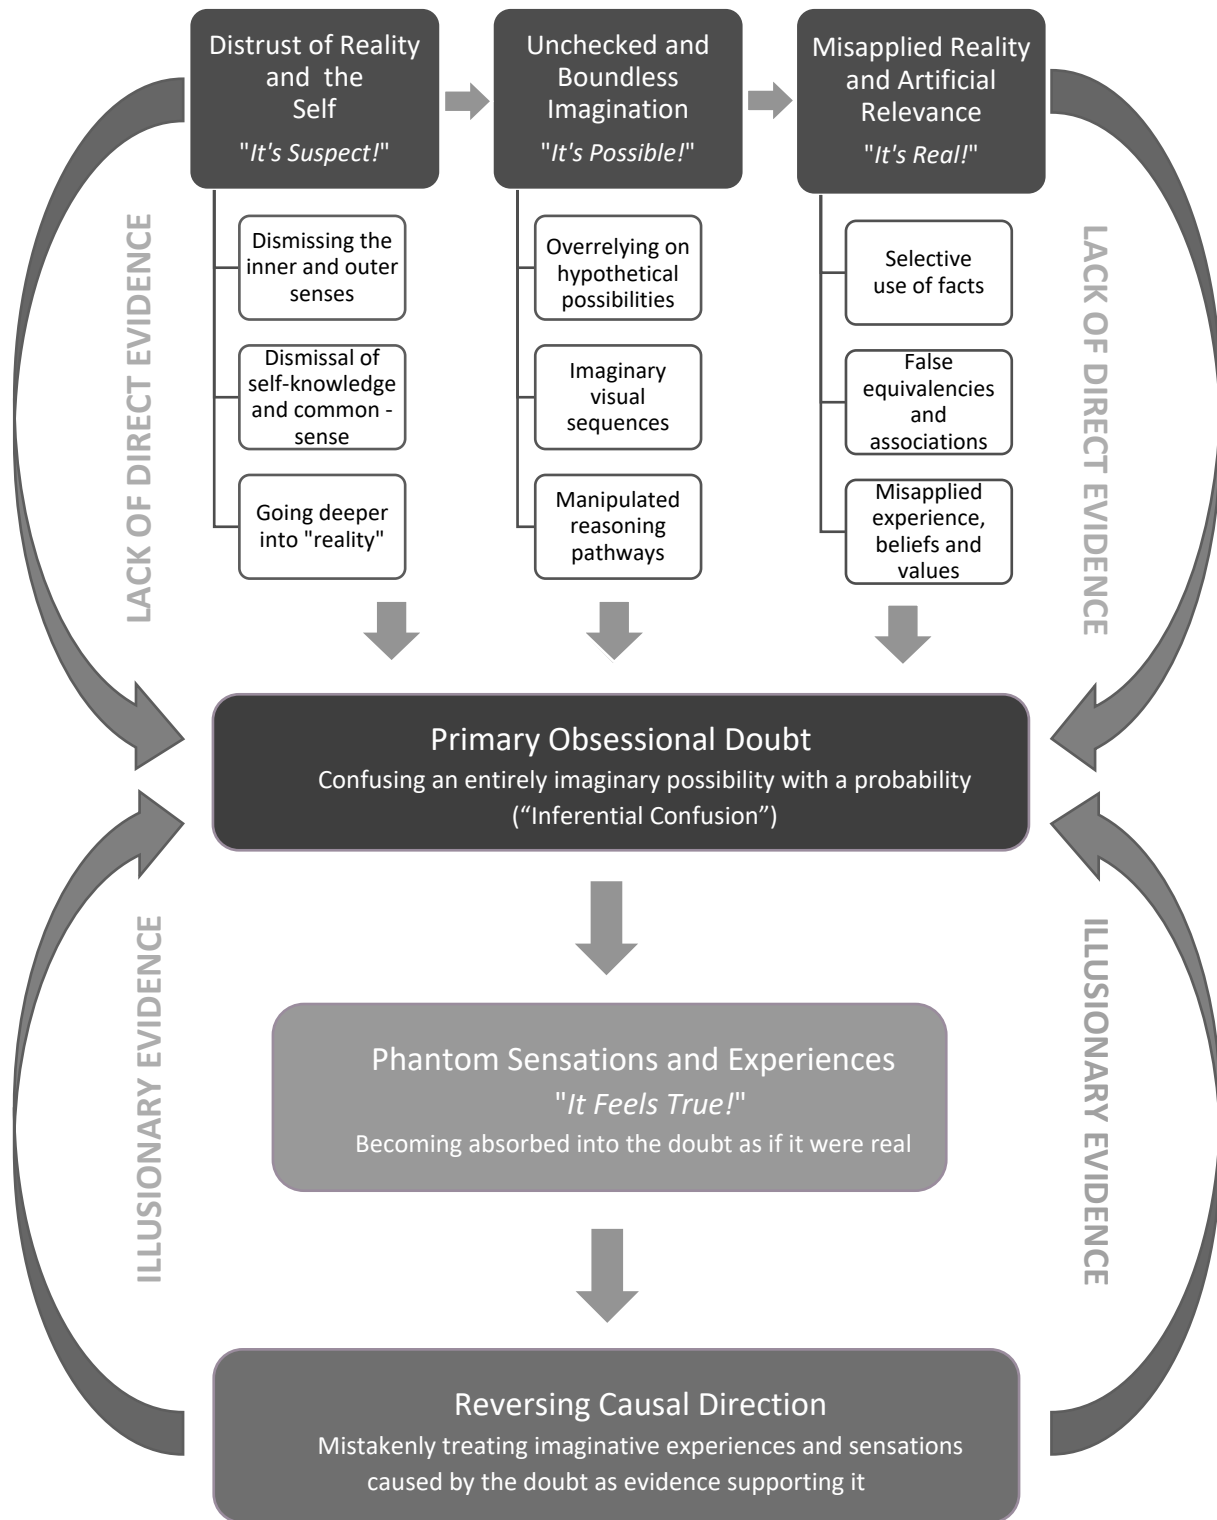 Distrust of Reality
and the
Self
"It's Suspect!"
Unchecked and
Boundless
Imagination
"It's Possible!"
Misapplied Reality
and Artificial
Relevance
"It's Real!"
LACK OF DIRECT EVIDENCE
Dismissing the
inner and outer
senses
Dismissal of
self-knowledge
and common -
sense
Going deeper
into "reality"
Overrelying on
hypothetical
possibilities
Imaginary
visual
sequences
Manipulated
reasoning
pathways
Selective
use of facts
False
equivalencies
and
associations
Misapplied
experience,
beliefs and
values
LACK OF DIRECT EVIDENCE
Primary Obsessional Doubt
Confusing an entirely imaginary possibility with a probability
(“Inferential Confusion”)
ILLUSIONARY EVIDENCE
Phantom Sensations and Experiences
"It Feels True!"
Becoming absorbed into the doubt as if it were real
ILLUSIONARY EVIDENCE
Reversing Causal Direction
Mistakenly treating imaginative experiences and sensations
caused by the doubt as evidence supporting it